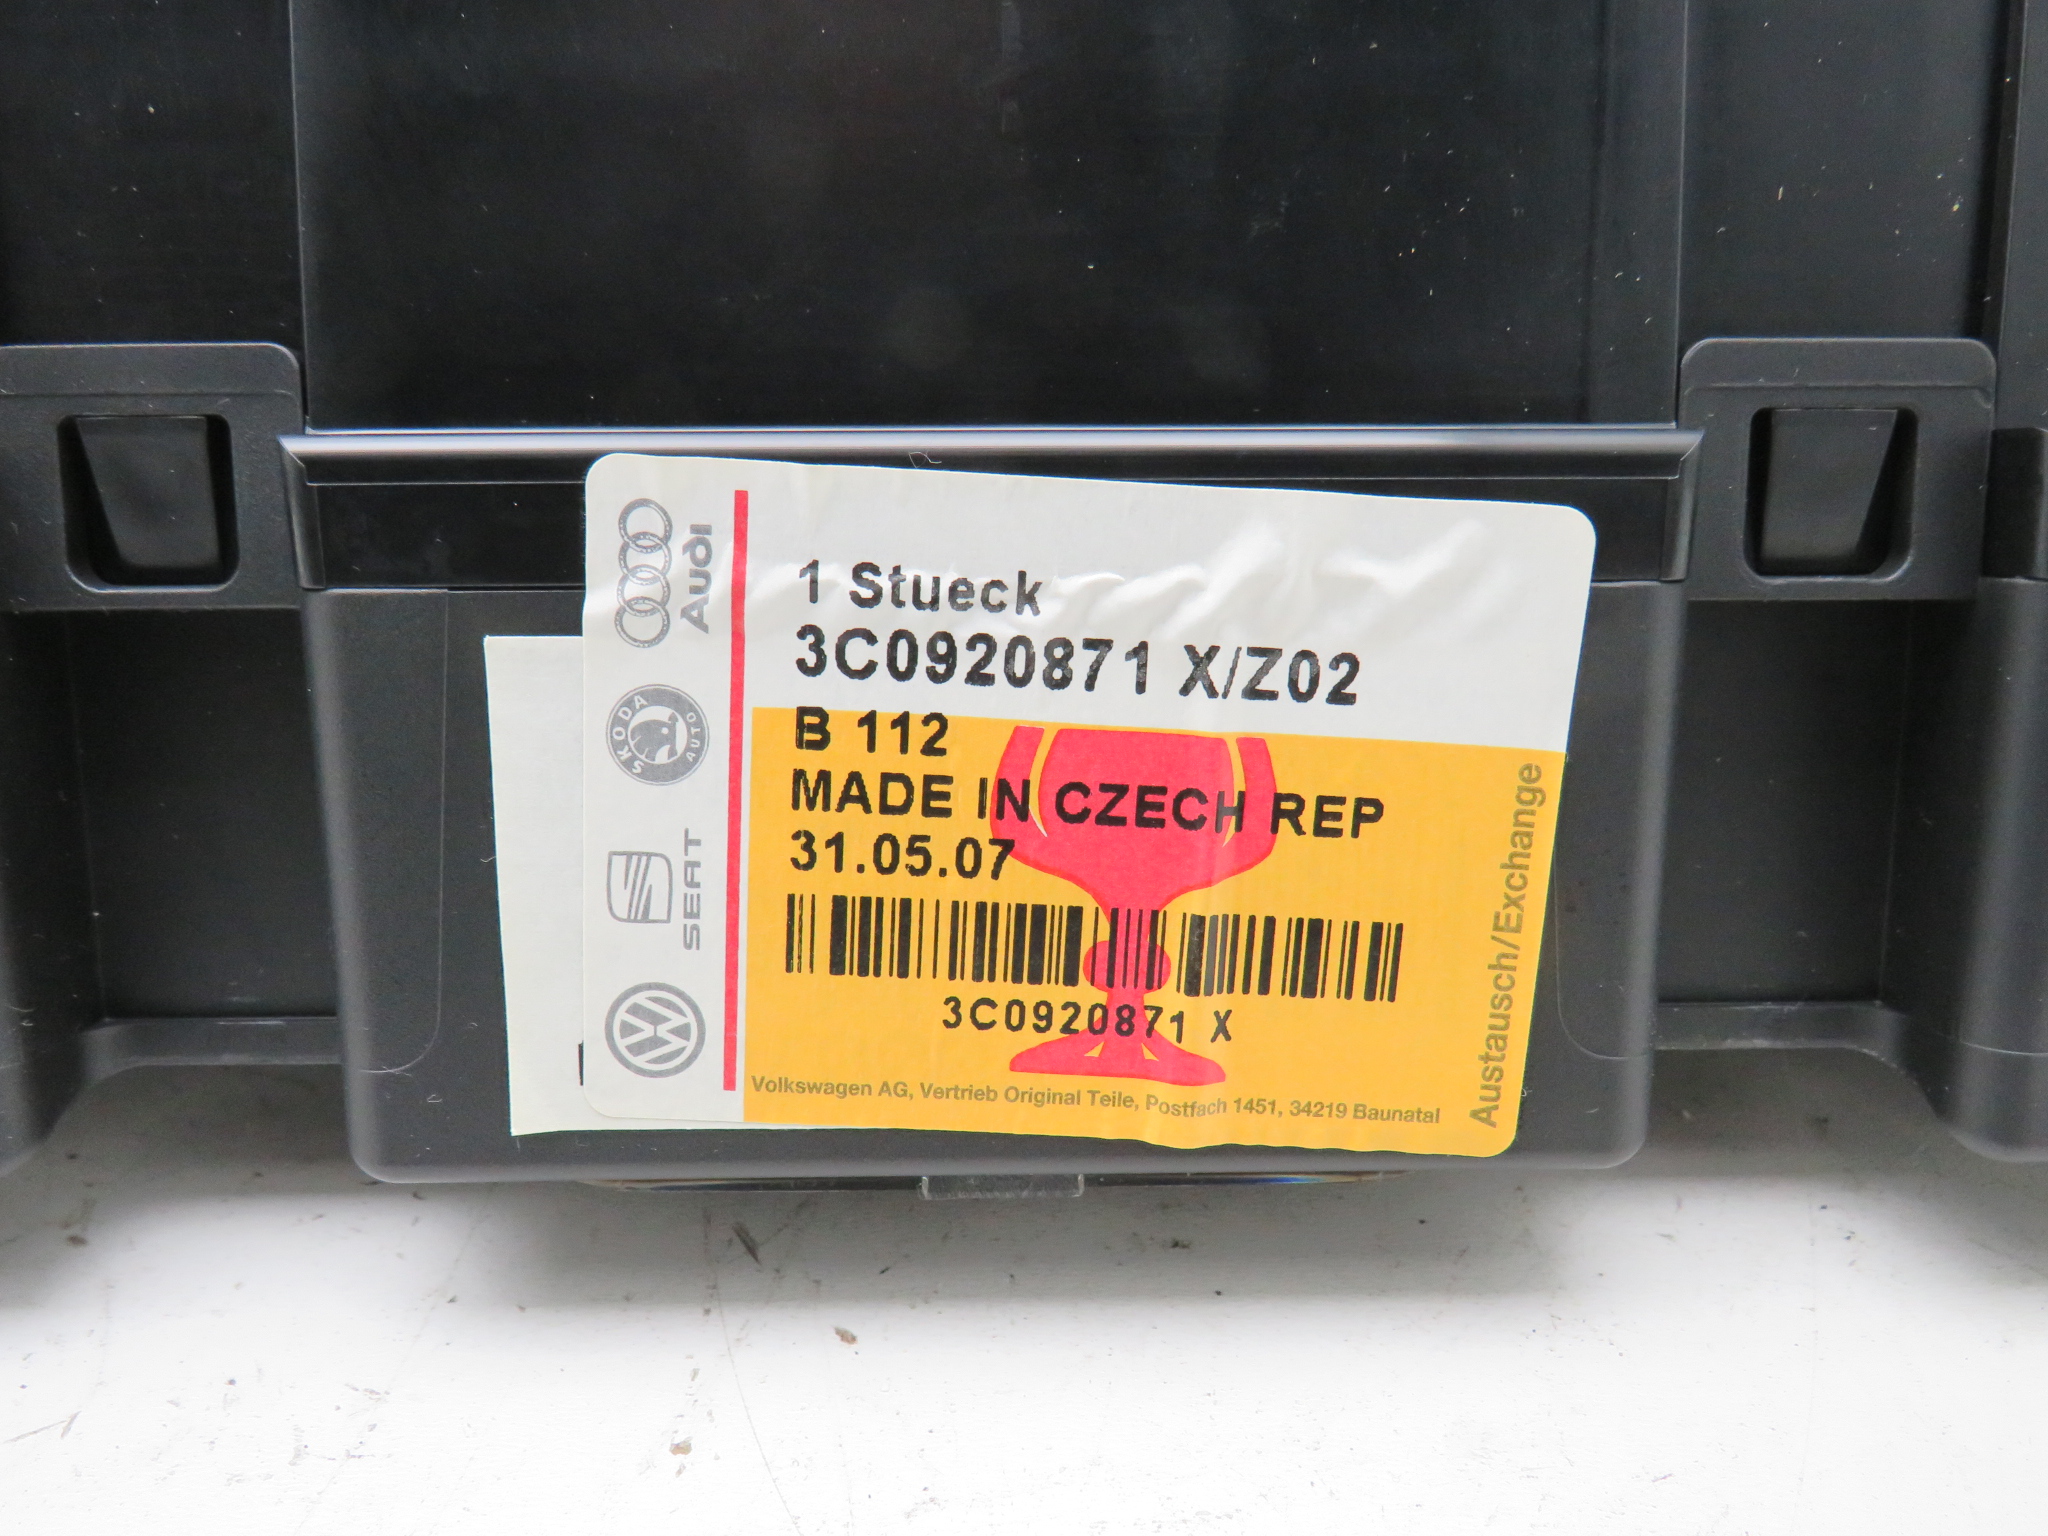 1 Stueck
3C0920871 X/Z02
B 112
MADE IN CZECH REP
31.05.07
3C0920871 X
Volkswagen AG, Vertrieb Original Teile, Postfach 1451, 34219 Baunatal
Austausch/Exchange
Audi
SKODA AUTO
SEAT